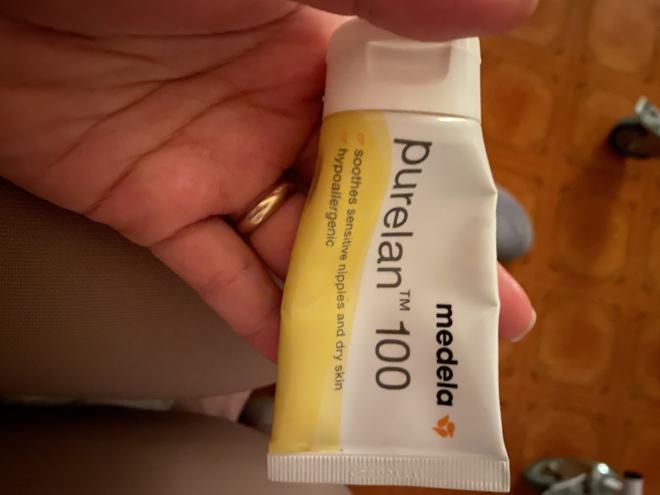 medela
purelan™ 100
soothes sensitive nipples and dry skin
hypoallergenic